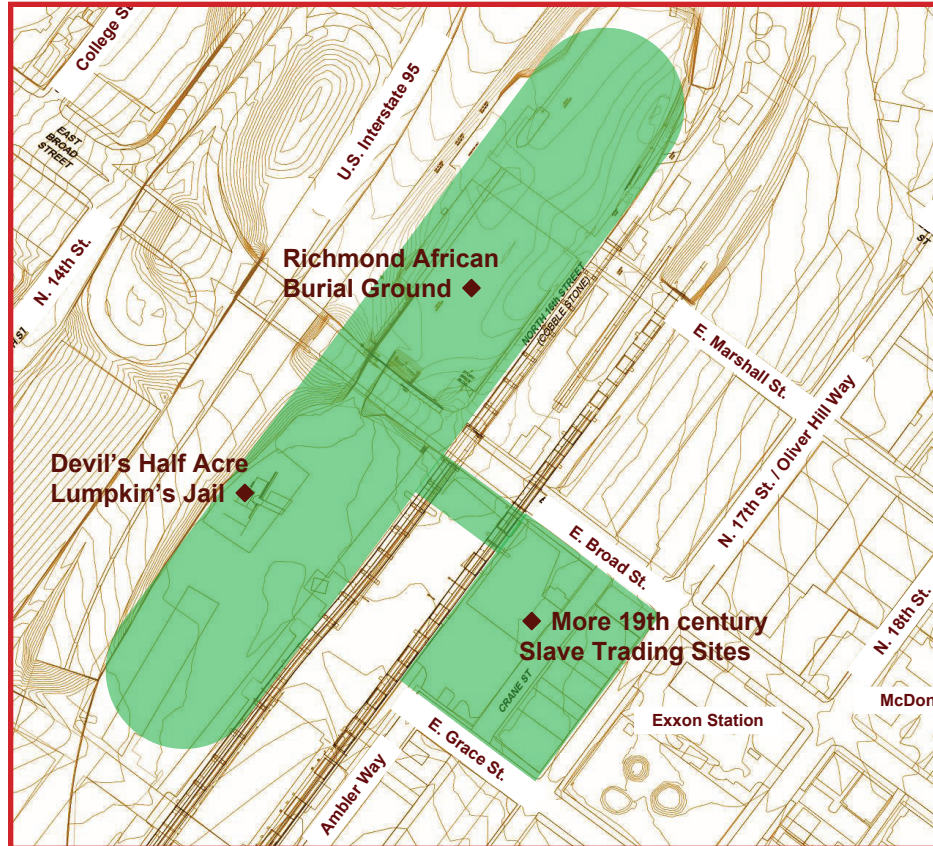 College St
U.S. Interstate 95
EAST
BROAD
STREET
N. 14th St.
Richmond African
Burial Ground ◆
NORTH 16th STREET
(COBBLE STONE)
E. Marshall St.
N. 17th St. / Oliver Hill Way
Devil's Half Acre
Lumpkin's Jail ◆
E. Broad St.
◆ More 19th century
Slave Trading Sites
N. 18th St.
CRANE ST
McDon
Exxon Station
E. Grace St.
Ambler Way